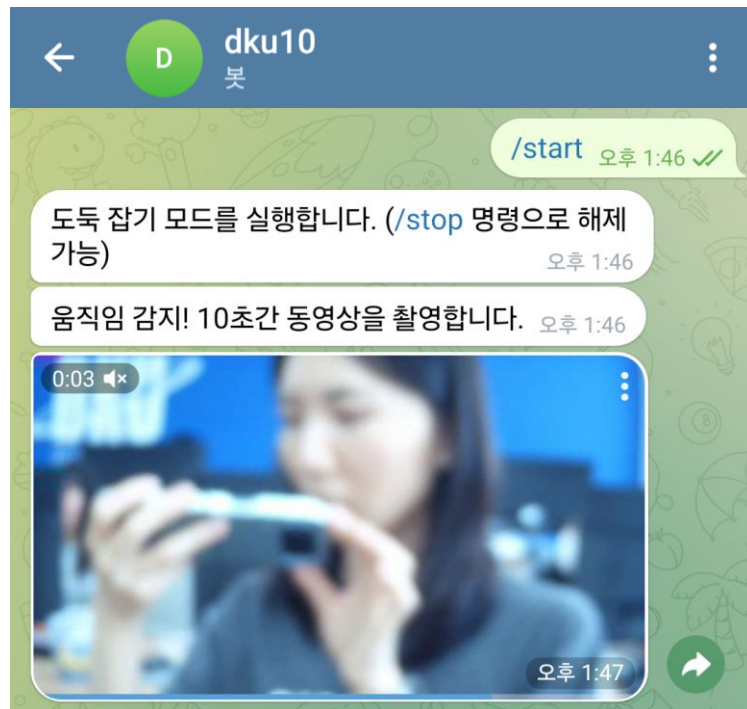 D
dku10
봇
/start 오후 1:46
도둑 잡기 모드를 실행합니다. (/stop 명령으로 해제
가능) 오후 1:46
움직임 감지! 10초간 동영상을 촬영합니다. 오후 1:46
0:03
오후 1:47